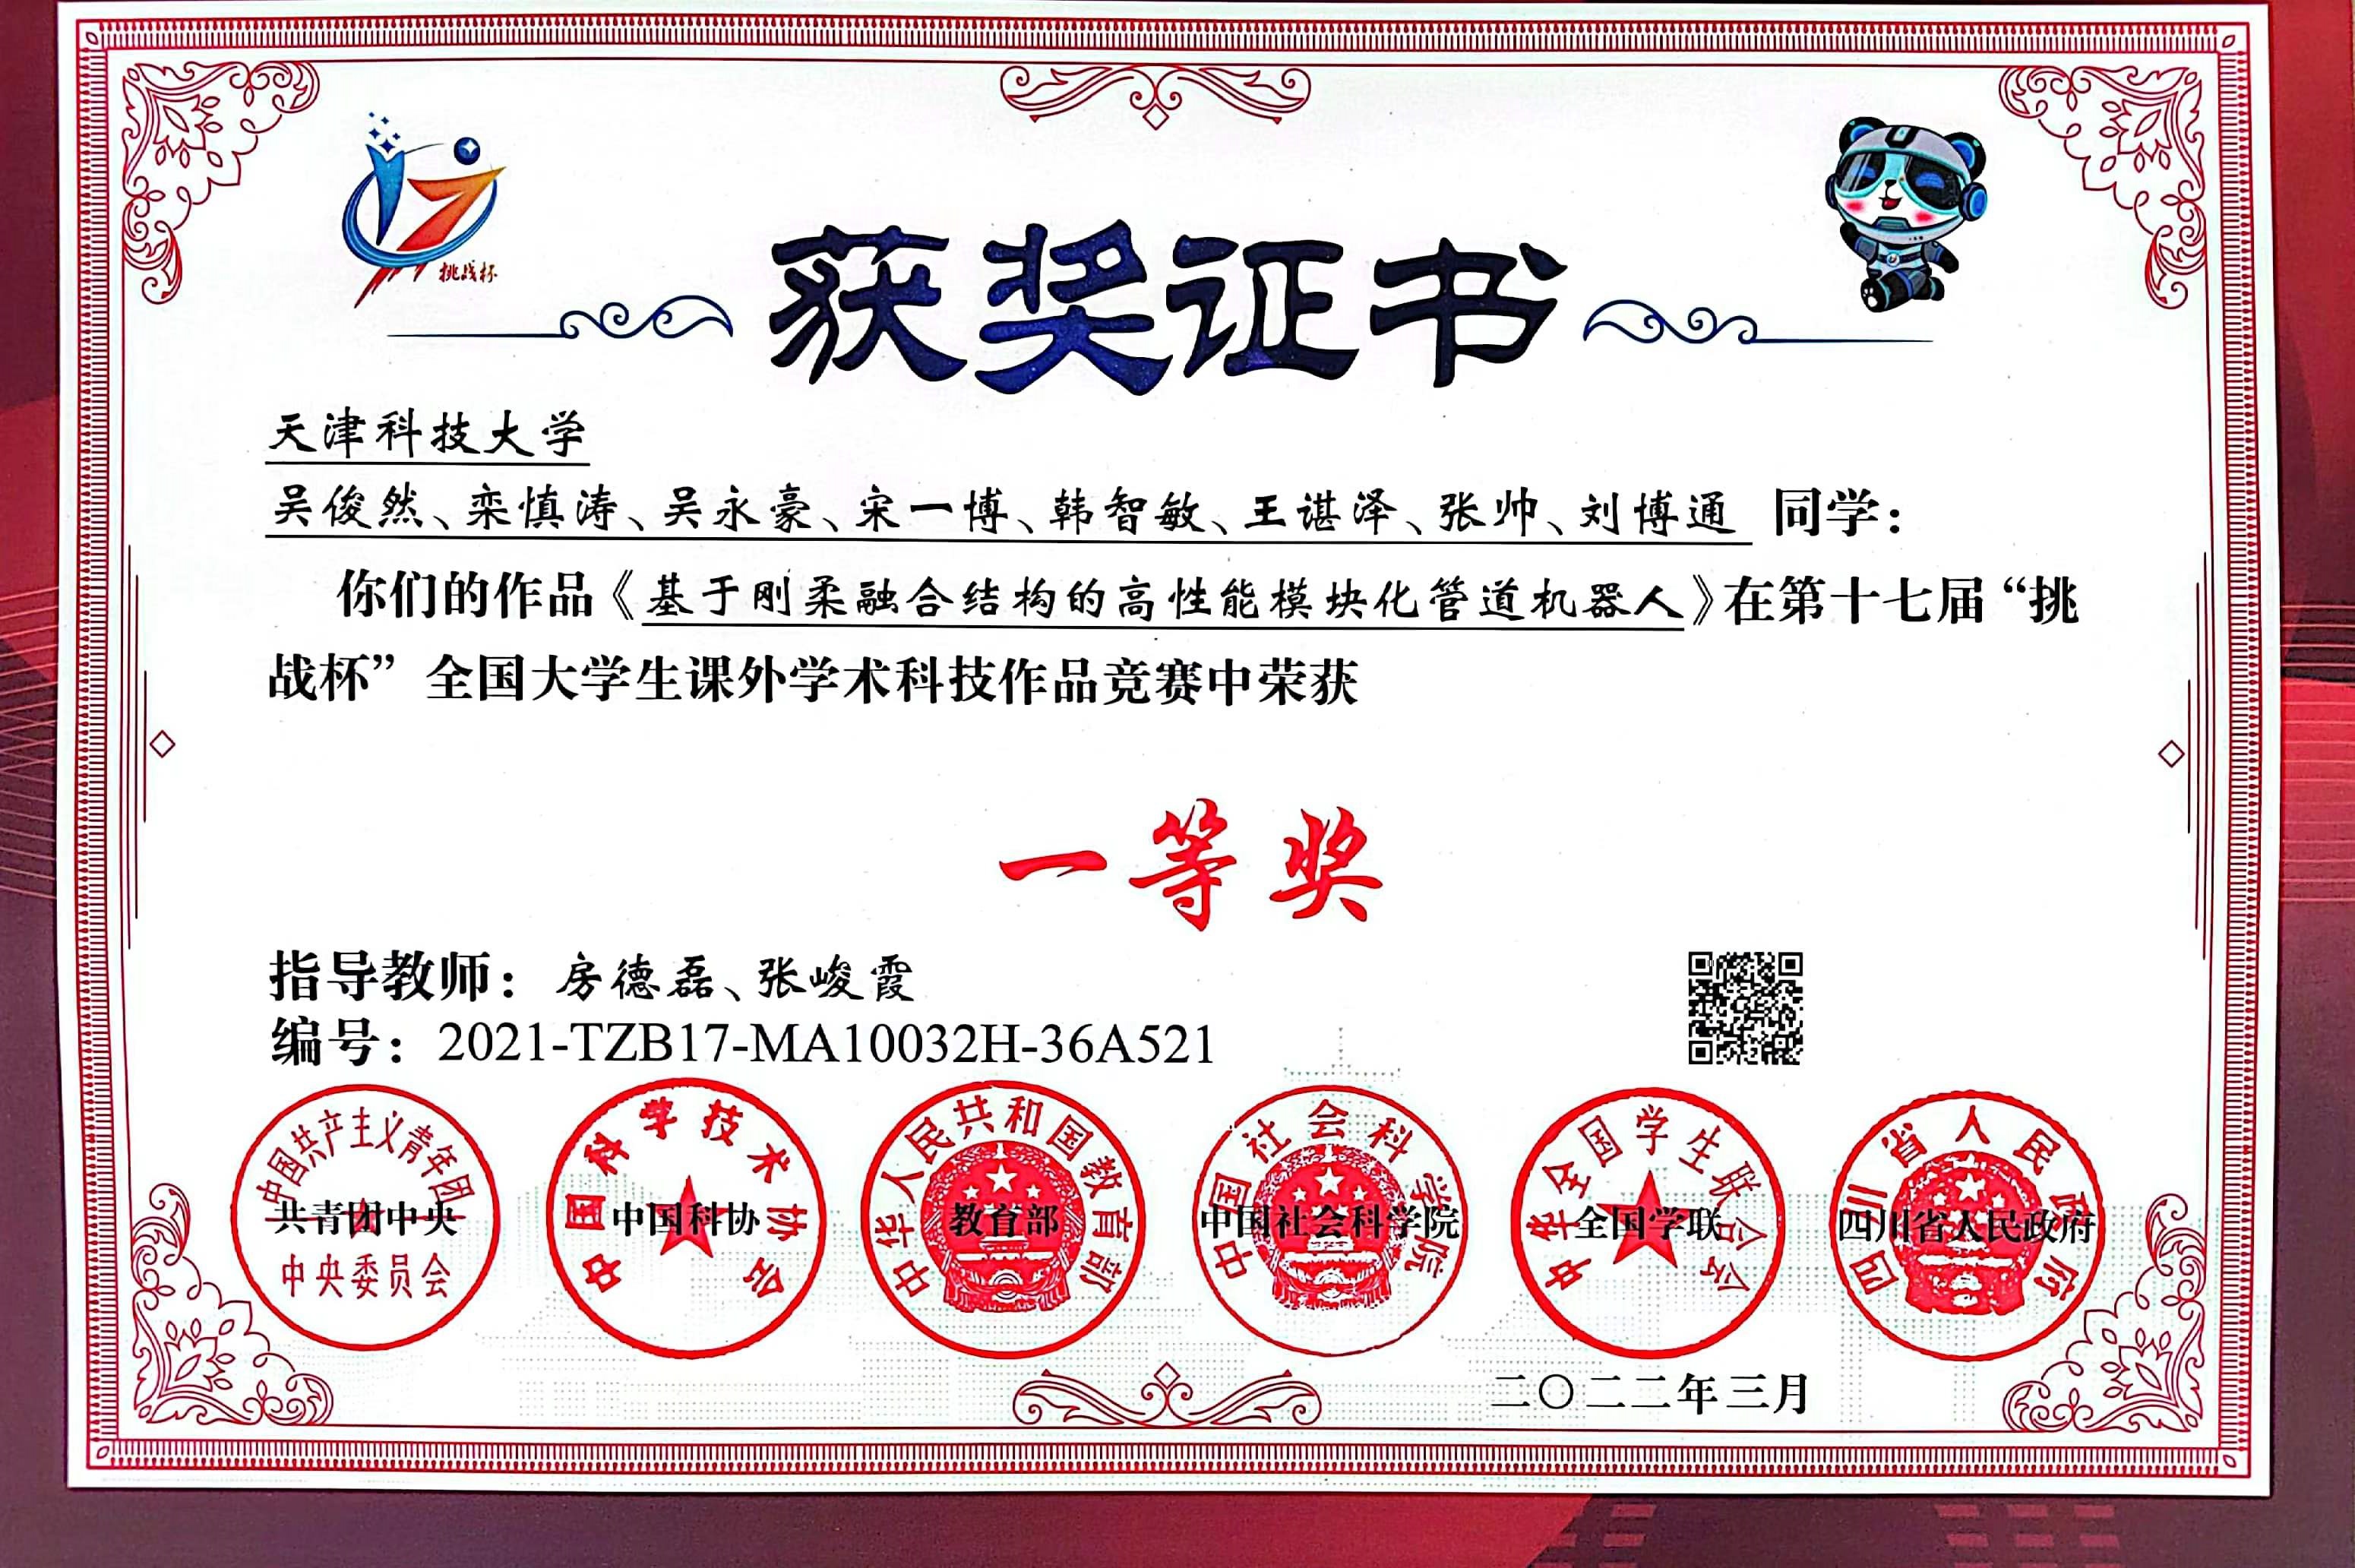 挑战杯
获奖证书
天津科技大学
吴俊然、栾慎涛、吴永豪、宋一博、韩智敏、王谌泽、张帅、刘博通 同学：
你们的作品《基于刚柔融合结构的高性能模块化管道机器人》在第十七届“挑
战杯”全国大学生课外学术科技作品竞赛中荣获
一等奖
指导教师：房德磊、张峻霞
编号：2021-TZB17-MA10032H-36A521
中国共产主义青年团
共青团中央
中央委员会
中国科学技术协会
中国科协
中华人民共和国教育部
教育部
中国社会科学院
中国社会科学院
中华全国学生联合会
全国学联
四川省人民政府
四川省人民政府
二〇二二年三月